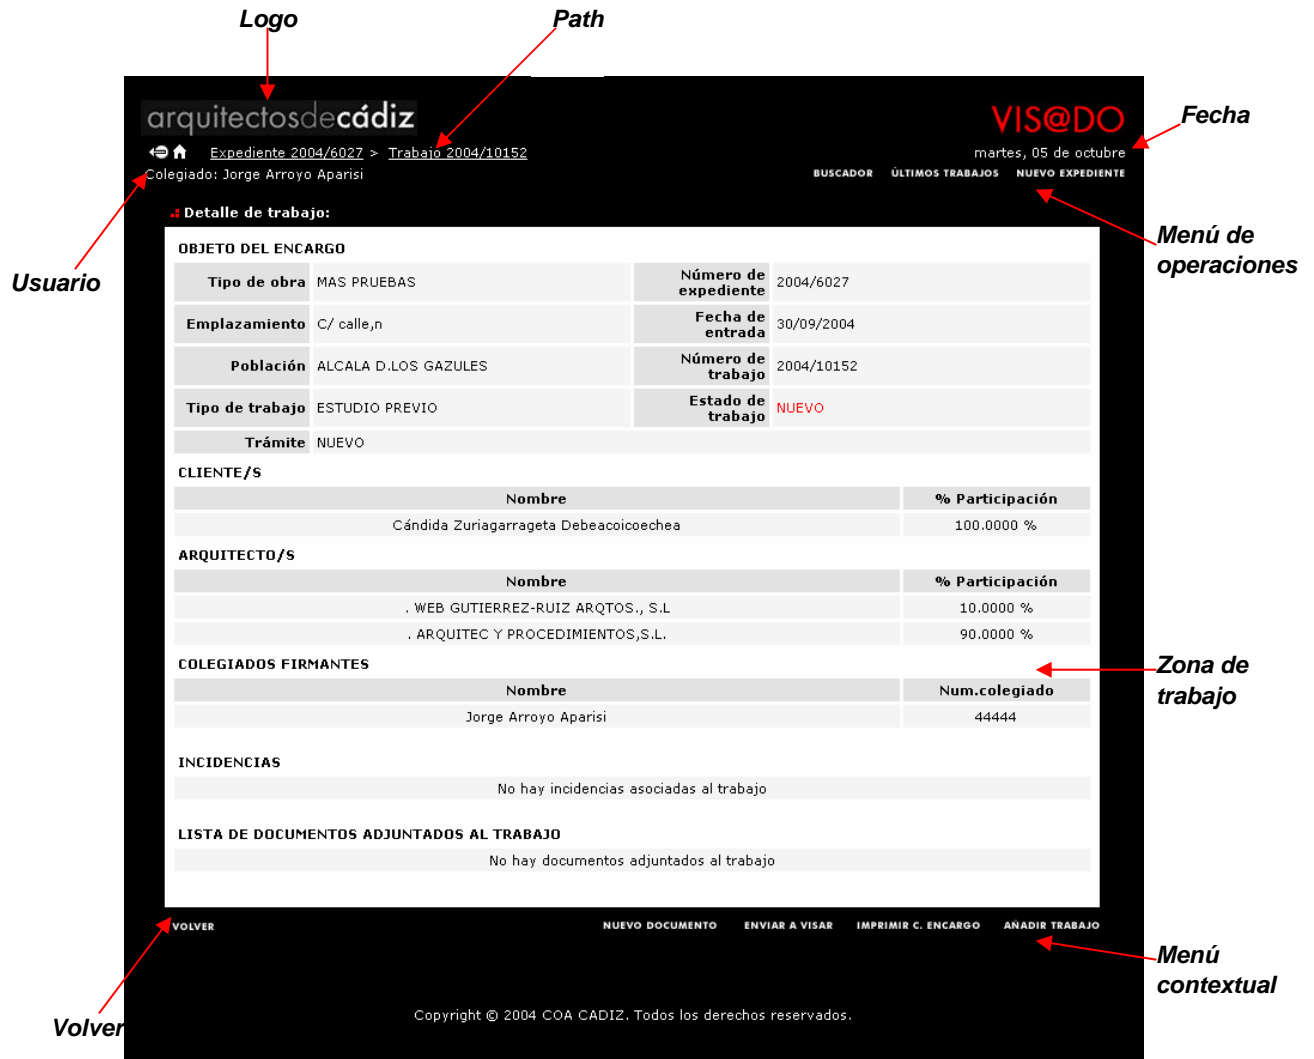 Logo
Path
arquitectosdecádiz
VIS@DO
Fecha
Expediente 2004/6027 > Trabajo 2004/10152
martes, 05 de octubre
Colegiado: Jorge Arroyo Aparisi
BUSCADOR ÚLTIMOS TRABAJOS NUEVO EXPEDIENTE
Detalle de trabajo:
Menú de
operaciones
Usuario
OBJETO DEL ENCARGO
Tipo de obra MAS PRUEBAS
Número de
expediente 2004/6027
Emplazamiento C/ calle,n
Fecha de
entrada 30/09/2004
Población ALCALA D.LOS GAZULES
Número de
trabajo 2004/10152
Tipo de trabajo ESTUDIO PREVIO
Estado de
trabajo NUEVO
Trámite NUEVO
CLIENTE/S
Nombre % Participación
Cándida Zuriagarrageta Debeacoicoechea 100.0000 %
ARQUITECTO/S
Nombre % Participación
. WEB GUTIERREZ-RUIZ ARQTOS., S.L 10.0000 %
. ARQUITEC Y PROCEDIMIENTOS,S.L. 90.0000 %
COLEGIADOS FIRMANTES
Zona de
trabajo
Nombre Num.colegiado
Jorge Arroyo Aparisi 44444
INCIDENCIAS
No hay incidencias asociadas al trabajo
LISTA DE DOCUMENTOS ADJUNTADOS AL TRABAJO
No hay documentos adjuntados al trabajo
VOLVER NUEVO DOCUMENTO ENVIAR A VISAR IMPRIMIR C. ENCARGO AÑADIR TRABAJO
Menú
contextual
Volver
Copyright © 2004 COA CADIZ. Todos los derechos reservados.